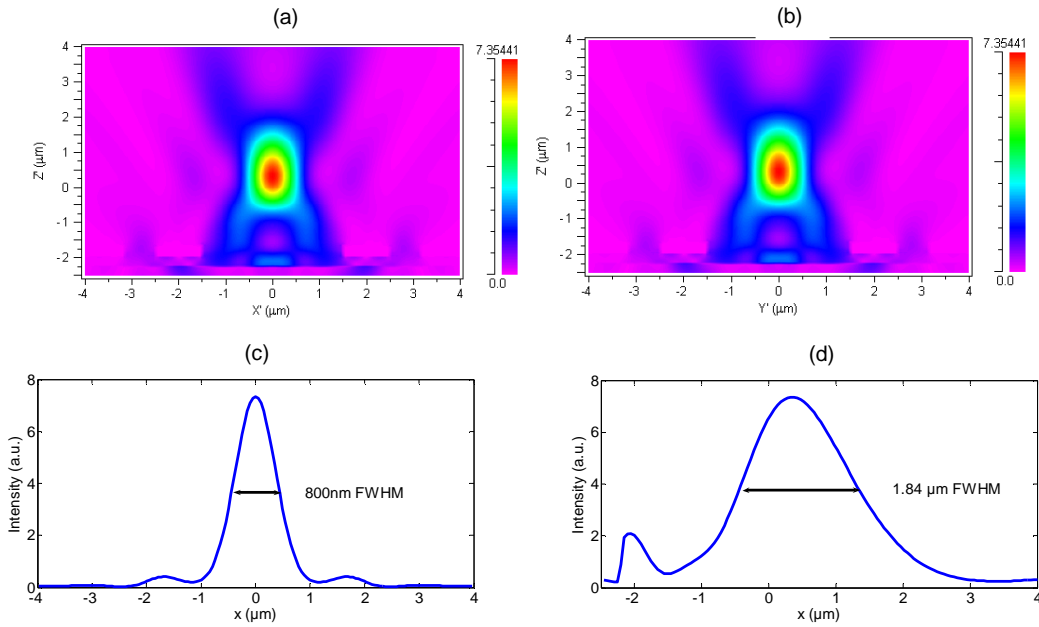 (a)
7.35441
4
3
2
1
0
-1
-2
Z' (µm)
-4 -3 -2 -1 0 1 2 3 4
X' (µm)
0.0
(b)
7.35441
4
3
2
1
0
-1
-2
Z' (µm)
-4 -3 -2 -1 0 1 2 3 4
Y' (µm)
0.0
(c)
8
6
4
2
0
Intensity (a.u.)
800nm FWHM
-4 -3 -2 -1 0 1 2 3 4
x (µm)
(d)
8
6
4
2
0
Intensity (a.u.)
1.84 µm FWHM
-2 -1 0 1 2 3 4
x (µm)